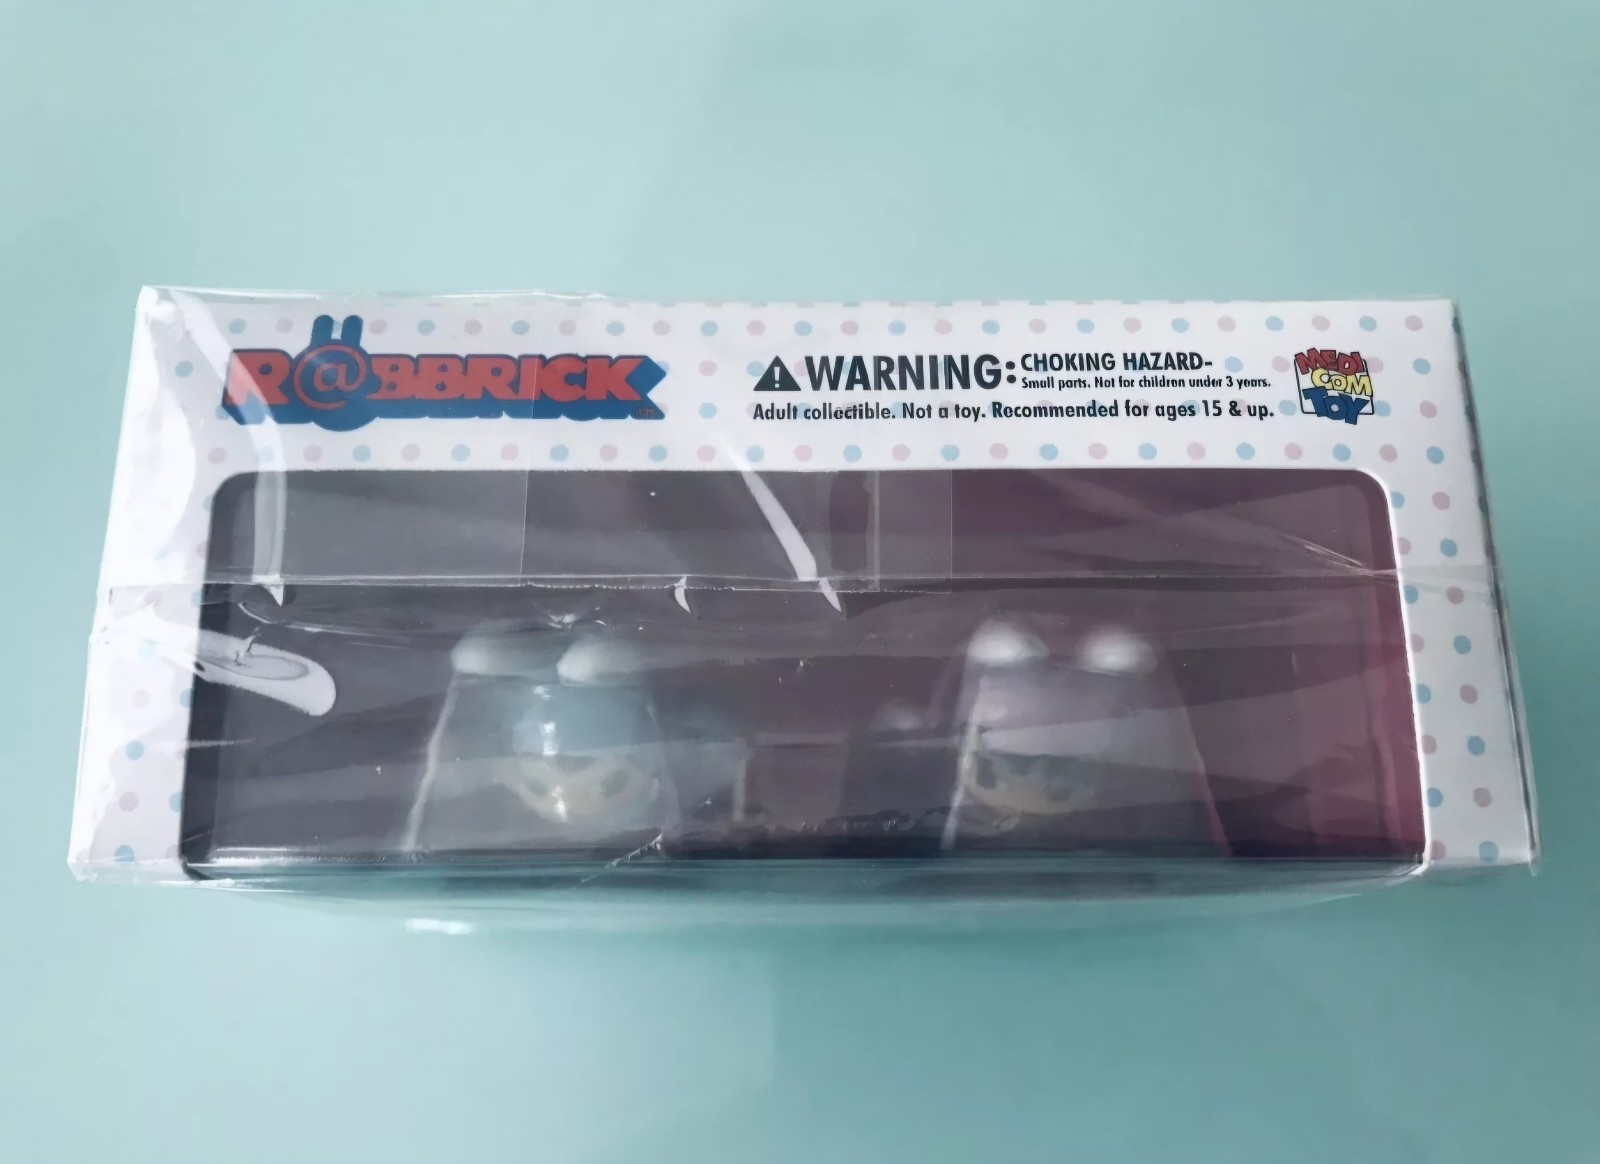 R@BBRICK
WARNING: CHOKING HAZARD-
Small parts. Not for children under 3 years.
Adult collectible. Not a toy. Recommended for ages 15 & up.
MEDI
COM
TOY